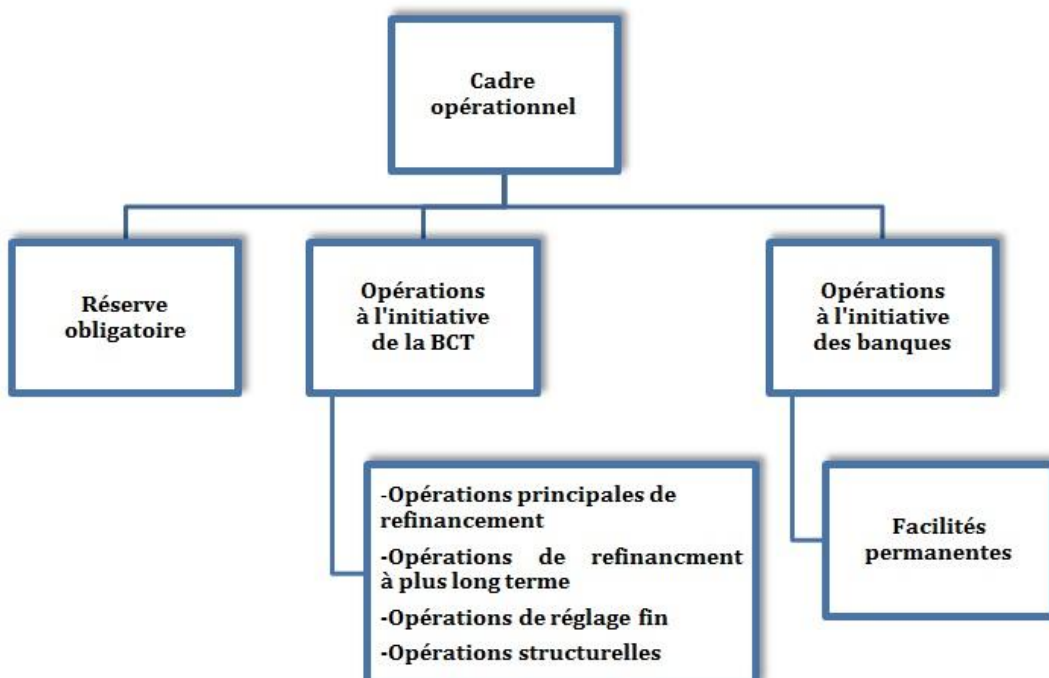 Cadre
opérationnel
Réserve
obligatoire
Opérations
à l'initiative
de la BCT
Opérations
à l'initiative
des banques
-Opérations principales de
refinancement
-Opérations de refinancment
à plus long terme
-Opérations de réglage fin
-Opérations structurelles
Facilités
permanentes